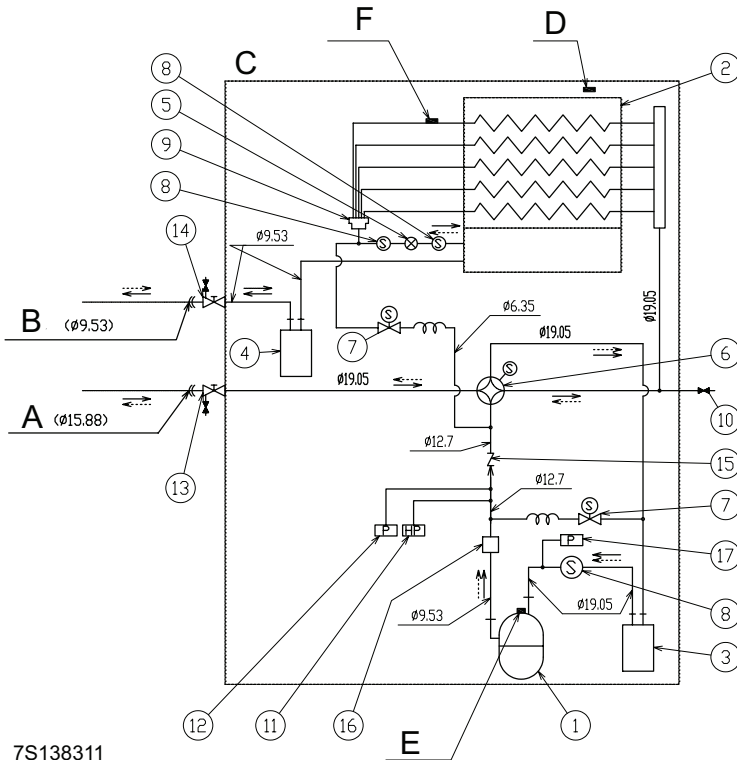 F
D
C
8
2
5
9
8
14
Ø9.53
B (Ø9.53)
S
S
Ø6.35
Ø19.05
S
4
7
Ø19.05
6
S
Ø19.05
A (Ø15.88)
10
Ø12.7
15
13
Ø12.7
S
7
P
HP
P
17
S
Ø19.05
8
Ø9.53
3
12
11
16
E
1
7S138311